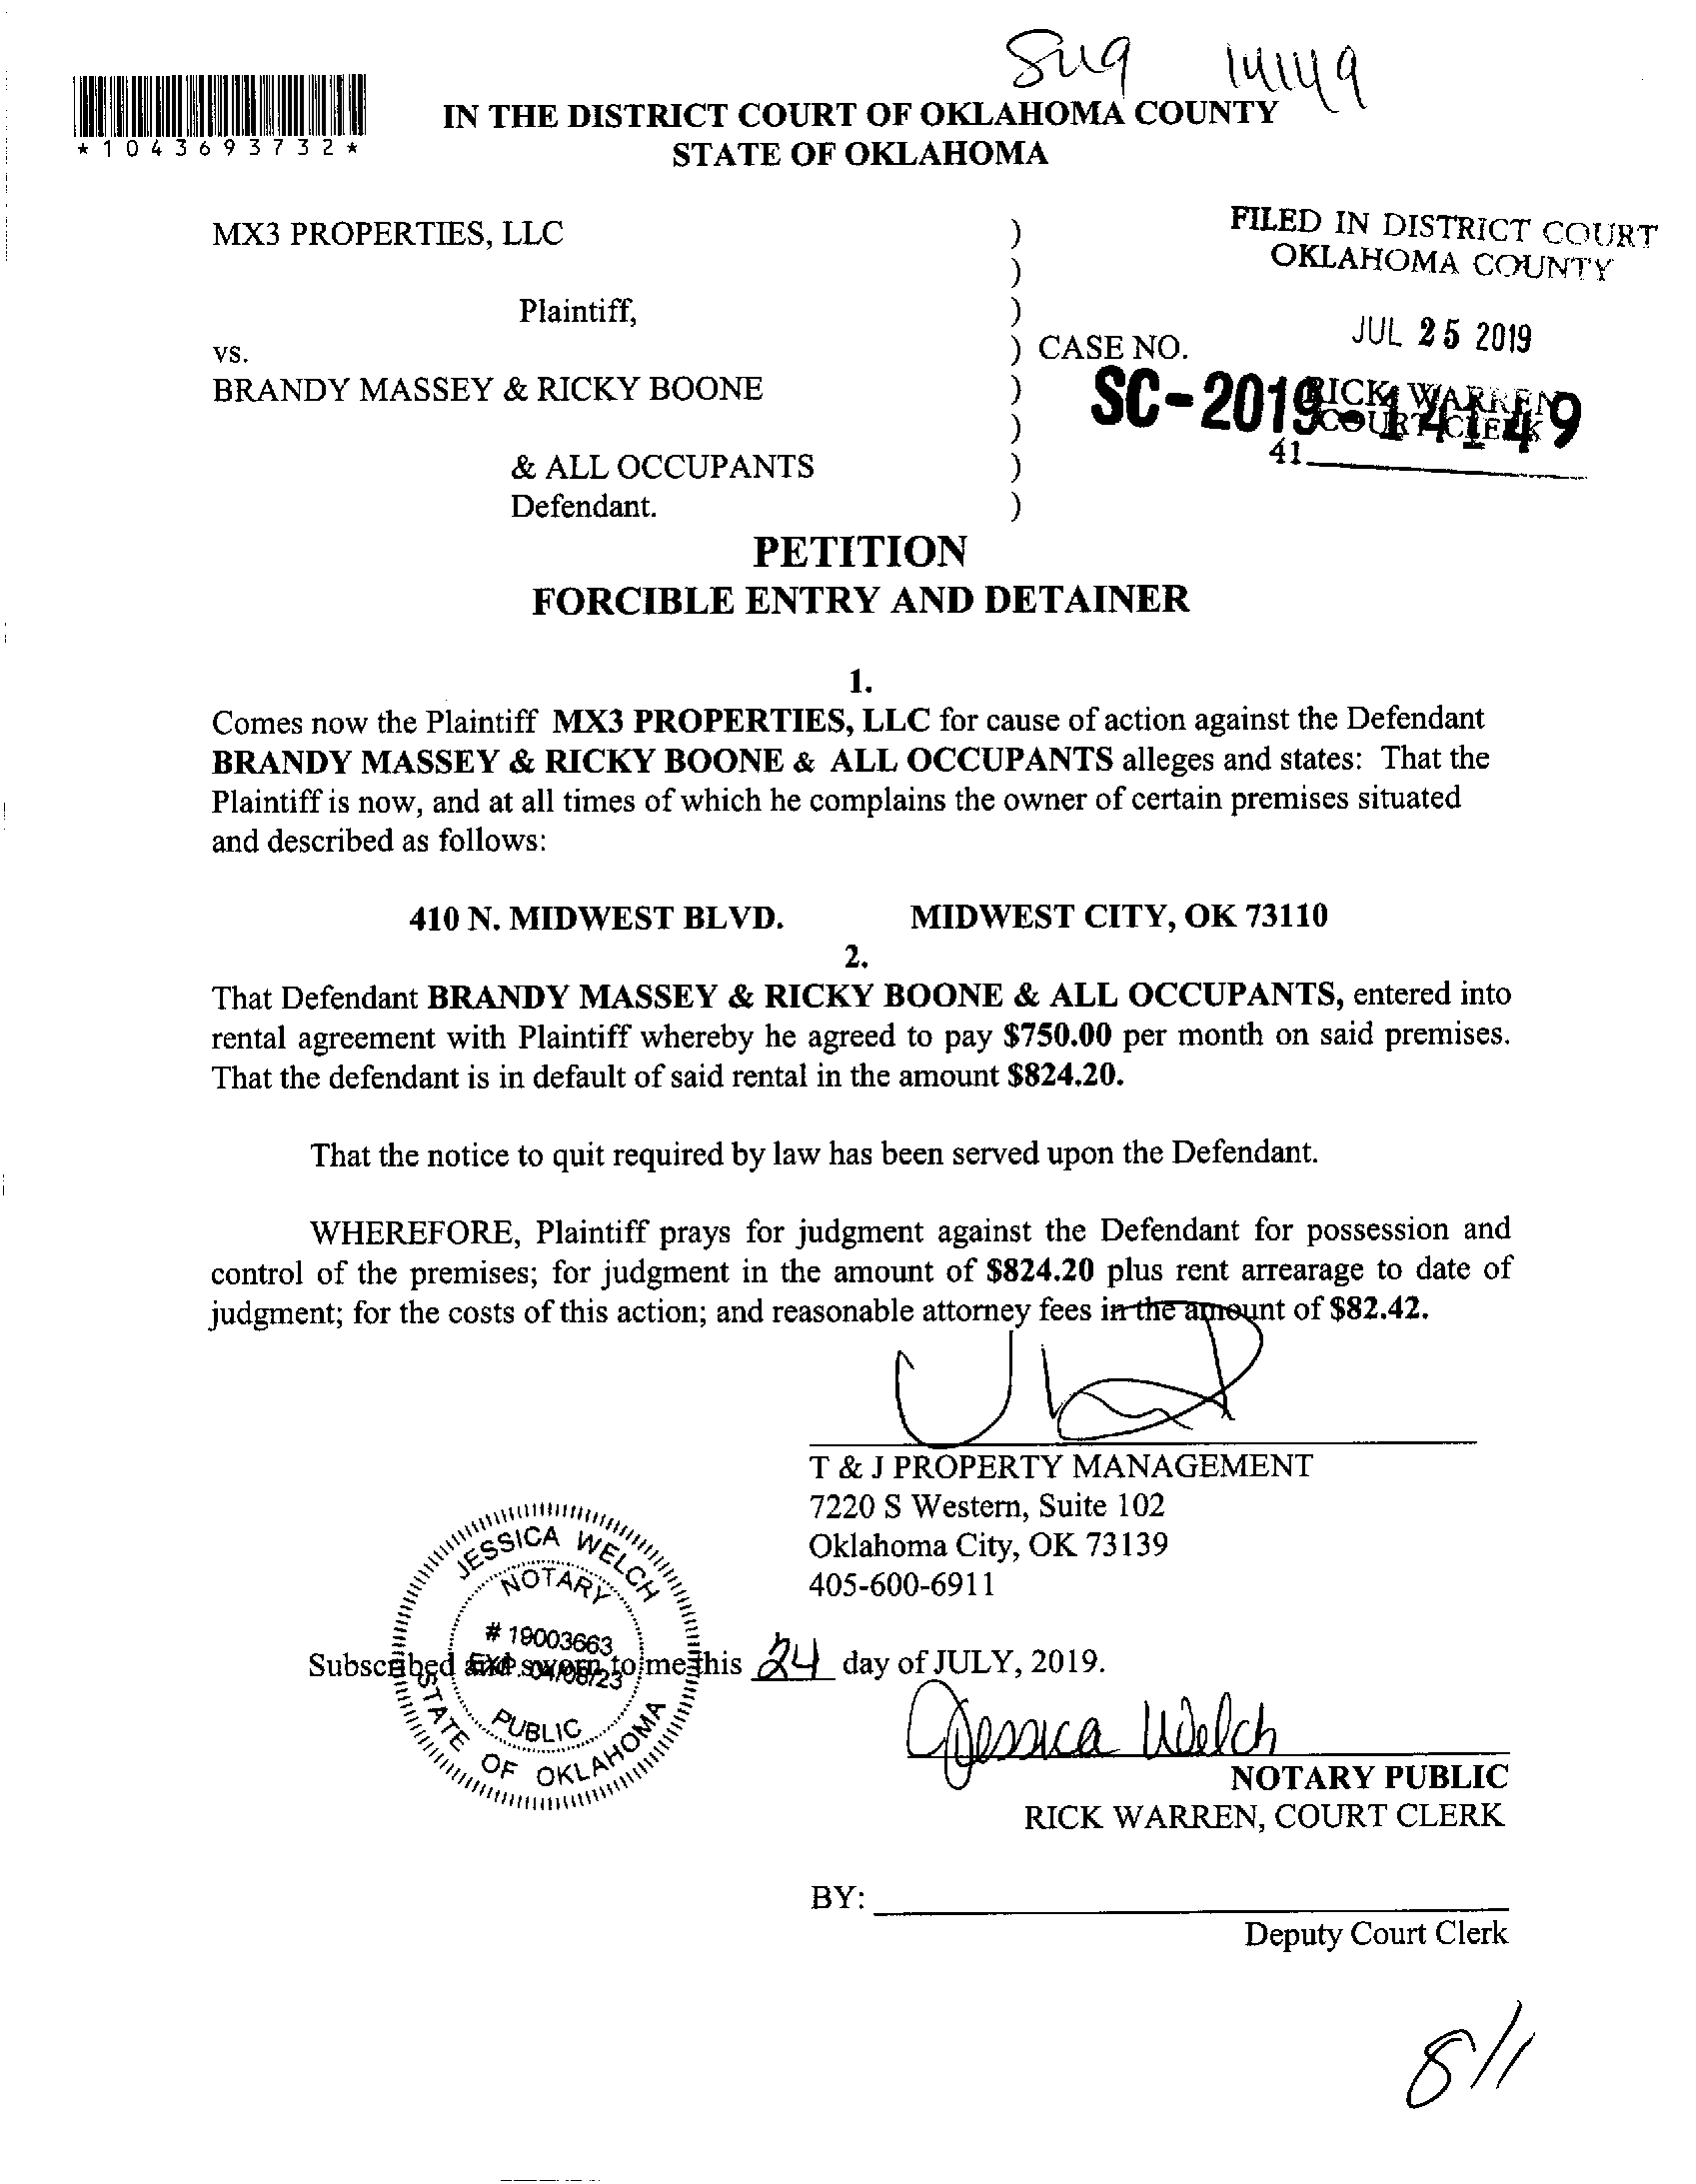 14149
*1043693732*
IN THE DISTRICT COURT OF OKLAHOMA COUNTY
STATE OF OKLAHOMA
MX3 PROPERTIES, LLC )
)
Plaintiff, )
vs. ) CASE NO.
BRANDY MASSEY & RICKY BOONE )
)
& ALL OCCUPANTS )
Defendant. )
FILED IN DISTRICT COURT
OKLAHOMA COUNTY
JUL 25 2019
RICK WARREN
COURT CLERK
SC-2019-14149
41
PETITION
FORCIBLE ENTRY AND DETAINER
1.
Comes now the Plaintiff MX3 PROPERTIES, LLC for cause of action against the Defendant
BRANDY MASSEY & RICKY BOONE & ALL OCCUPANTS alleges and states: That the
Plaintiff is now, and at all times of which he complains the owner of certain premises situated
and described as follows:
410 N. MIDWEST BLVD. MIDWEST CITY, OK 73110
2.
That Defendant BRANDY MASSEY & RICKY BOONE & ALL OCCUPANTS, entered into
rental agreement with Plaintiff whereby he agreed to pay $750.00 per month on said premises.
That the defendant is in default of said rental in the amount $824.20.
That the notice to quit required by law has been served upon the Defendant.
WHEREFORE, Plaintiff prays for judgment against the Defendant for possession and
control of the premises; for judgment in the amount of $824.20 plus rent arrearage to date of
judgment; for the costs of this action; and reasonable attorney fees in the amount of $82.42.
T & J PROPERTY MANAGEMENT
7220 S Western, Suite 102
Oklahoma City, OK 73139
405-600-6911
JESSICA WELCH
NOTARY
# 19003663
EXP. 04/08/23
PUBLIC
STATE OF OKLAHOMA
Subscribed and sworn to me this 24 day of JULY, 2019.
Jessica Welch
NOTARY PUBLIC
RICK WARREN, COURT CLERK
BY:
Deputy Court Clerk
8/1